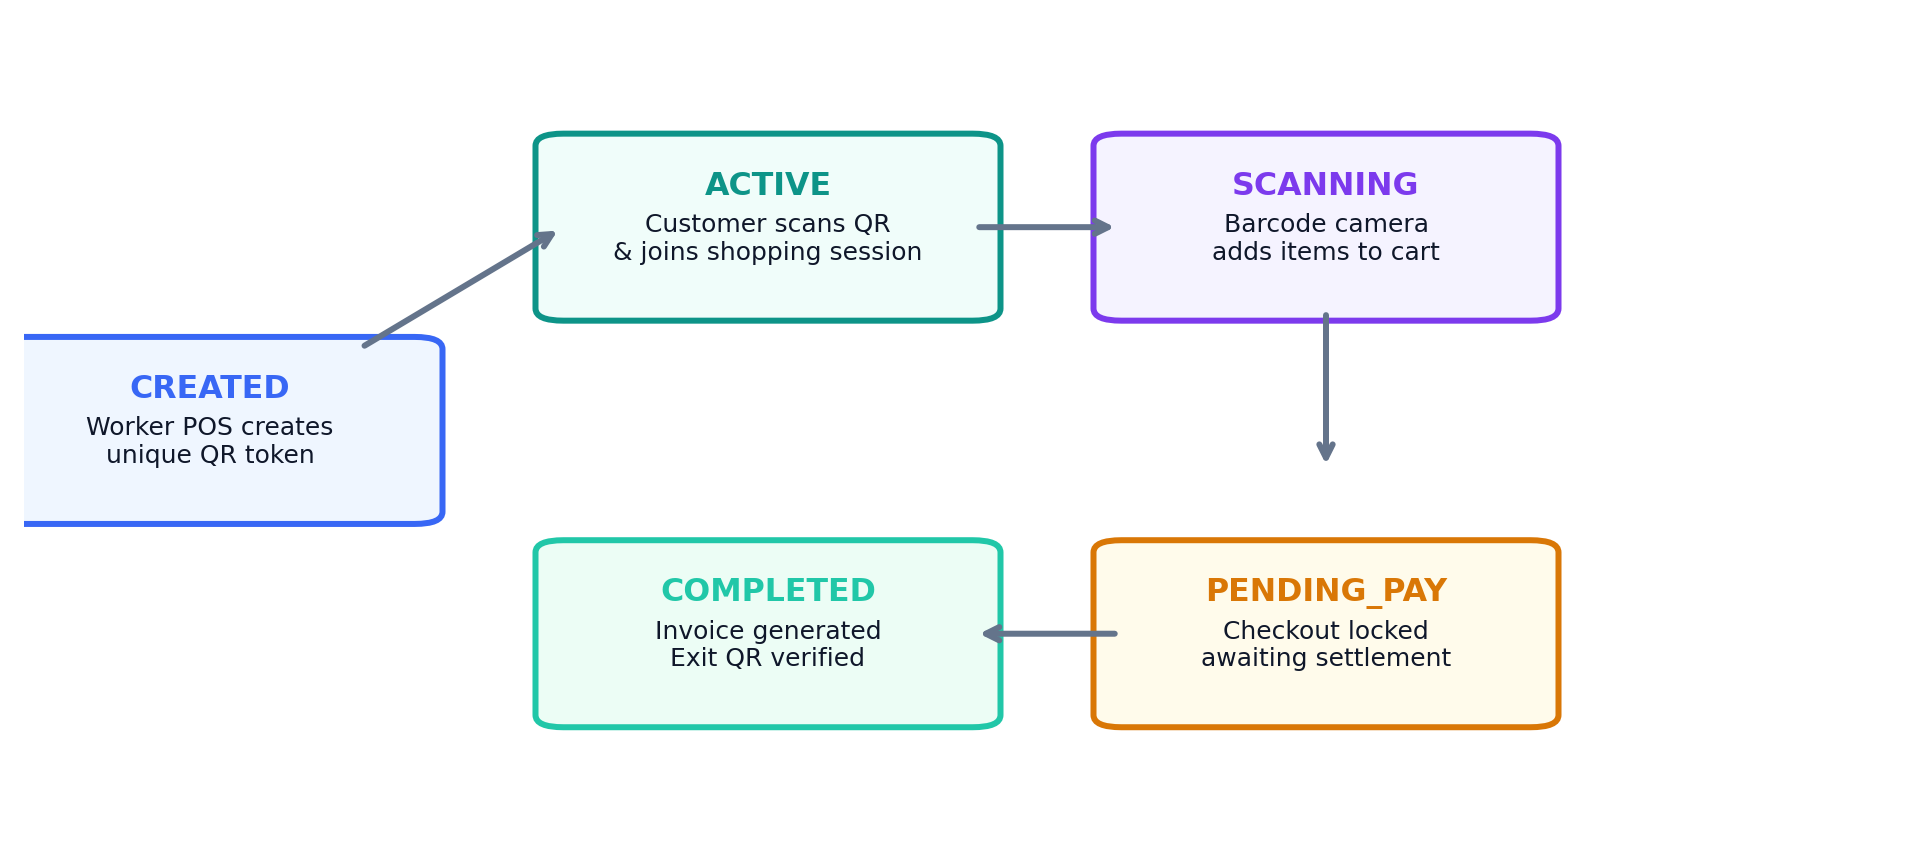 ACTIVE
Customer scans QR
& joins shopping session
SCANNING
Barcode camera
adds items to cart
CREATED
Worker POS creates
unique QR token
COMPLETED
Invoice generated
Exit QR verified
PENDING_PAY
Checkout locked
awaiting settlement